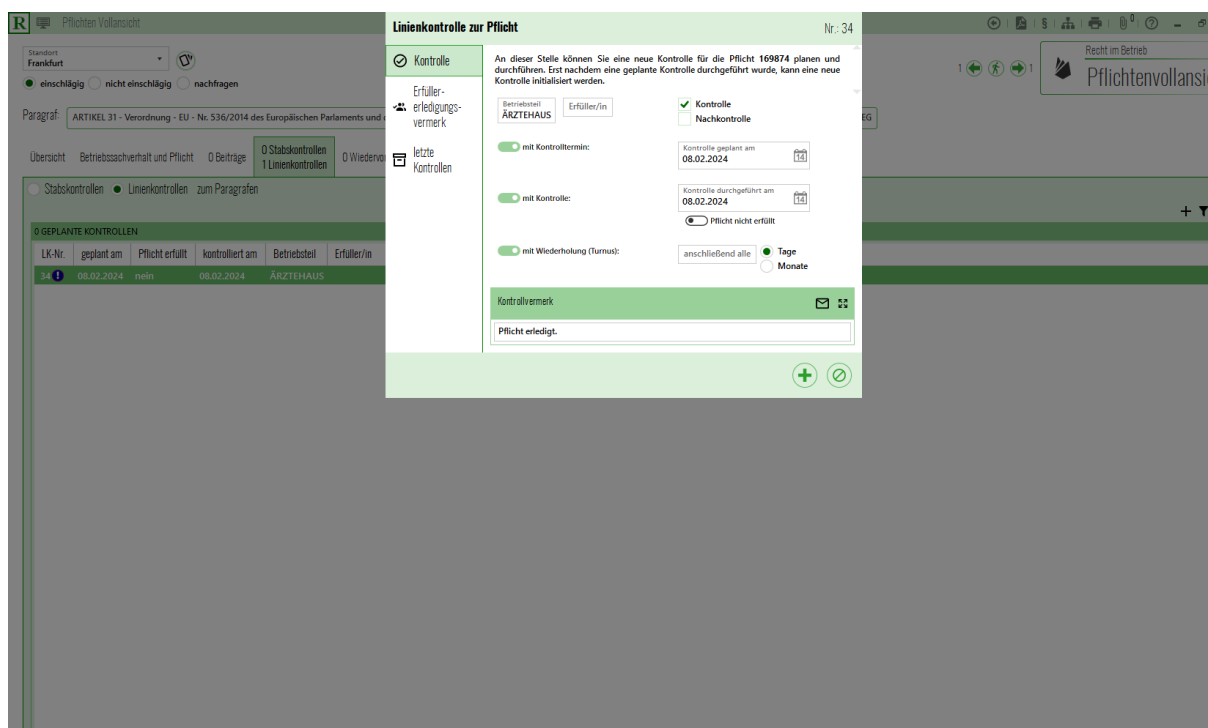 R Pflichten Vollansicht
§ 0
Standort
Frankfurt
einschlägig nicht einschlägig nachfragen
1 1
Recht im Betrieb
Pflichtenvollansi
Paragraf: ARTIKEL 31 - Verordnung - EU - Nr. 536/2014 des Europäischen Parlaments und EG
Übersicht Betriebssachverhalt und Pflicht 0 Beiträge 0 Stabskontrollen
1 Linienkontrollen
0 Wiedervo
Stabskontrollen Linienkontrollen zum Paragrafen
0 GEPLANTE KONTROLLEN
LK-Nr. geplant am Pflicht erfüllt kontrolliert am Betriebsteil Erfüller/in
34 08.02.2024 nein 08.02.2024 ÄRZTEHAUS
Linienkontrolle zur Pflicht Nr.: 34
Kontrolle
Erfüller-
erledigungs-
vermerk
letzte
Kontrollen
An dieser Stelle können Sie eine neue Kontrolle für die Pflicht 169874 planen und
durchführen. Erst nachdem eine geplante Kontrolle durchgeführt wurde, kann eine neue
Kontrolle initialisiert werden.
Betriebsteil
ÄRZTEHAUS
Erfüller/in
Kontrolle
Nachkontrolle
mit Kontrolltermin:
Kontrolle geplant am
08.02.2024 14
mit Kontrolle:
Kontrolle durchgeführt am
08.02.2024 14
Pflicht nicht erfüllt
mit Wiederholung (Turnus): anschließend alle Tage
Monate
Kontrollvermerk
Pflicht erledigt.